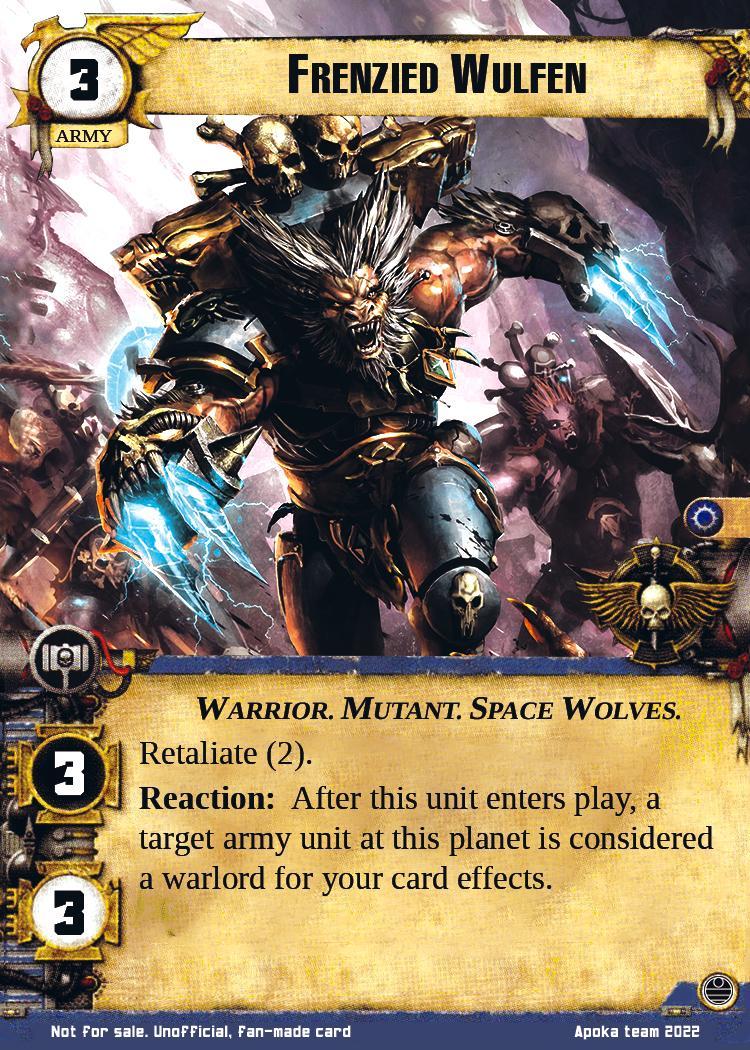 3
Frenzied Wulfen
ARMY
Warrior. Mutant. Space Wolves.
3
Retaliate (2).
Reaction: After this unit enters play, a
target army unit at this planet is considered
a warlord for your card effects.
3
Not for sale. Unofficial, fan-made card
Apoka team 2022